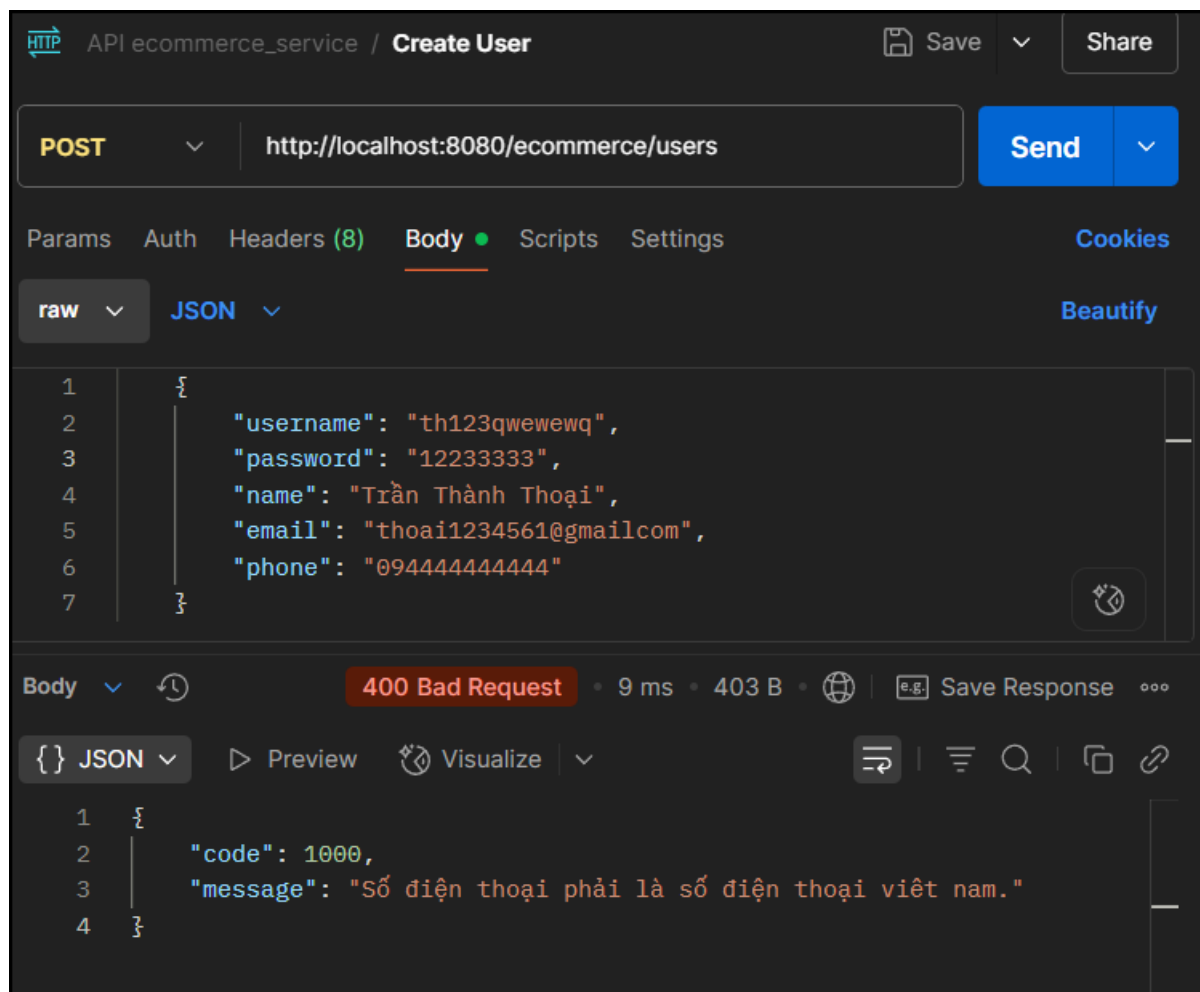 HTTP API ecommerce_service / Create User Save Share
POST http://localhost:8080/ecommerce/users Send
Params Auth Headers (8) Body Scripts Settings Cookies
raw JSON Beautify
1 {
2 "username": "th123qwewewq",
3 "password": "12233333",
4 "name": "Trần Thành Thoại",
5 "email": "thoai1234561@gmailcom",
6 "phone": "094444444444"
7 }
Body 400 Bad Request • 9 ms • 403 B • e.g. Save Response
{} JSON Preview Visualize
1 {
2 "code": 1000,
3 "message": "Số điện thoại phải là số điện thoại viêt nam."
4 }